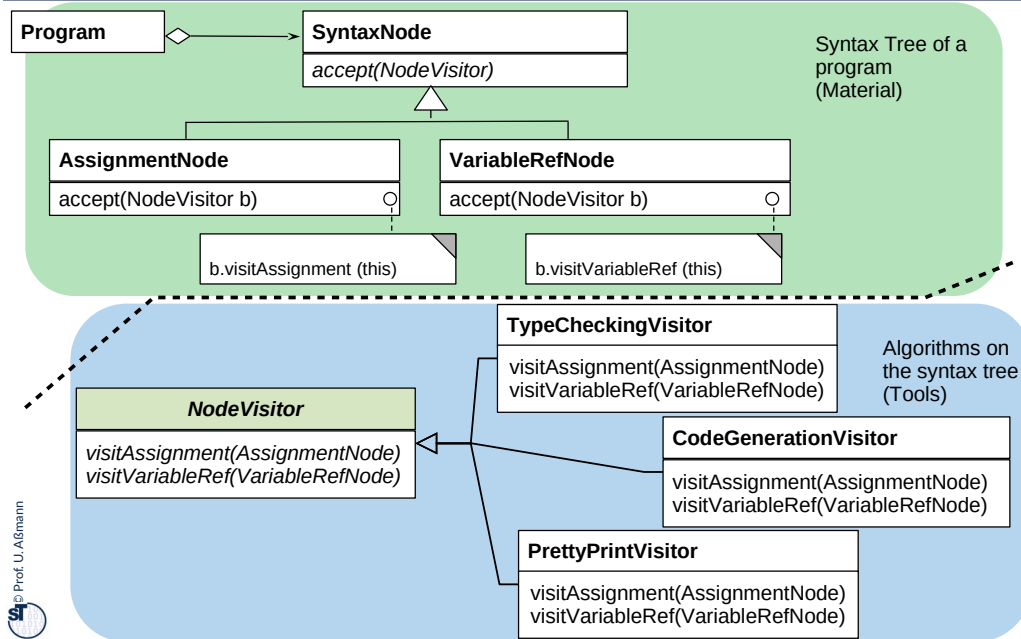 Program
SyntaxNode
accept(NodeVisitor)
Syntax Tree of a
program
(Material)
AssignmentNode
accept(NodeVisitor b)
VariableRefNode
accept(NodeVisitor b)
b.visitAssignment (this)
b.visitVariableRef (this)
TypeCheckingVisitor
visitAssignment(AssignmentNode)
visitVariableRef(VariableRefNode)
Algorithms on
the syntax tree
(Tools)
NodeVisitor
visitAssignment(AssignmentNode)
visitVariableRef(VariableRefNode)
CodeGenerationVisitor
visitAssignment(AssignmentNode)
visitVariableRef(VariableRefNode)
PrettyPrintVisitor
visitAssignment(AssignmentNode)
visitVariableRef(VariableRefNode)
© Prof. U. Aßmann
ST